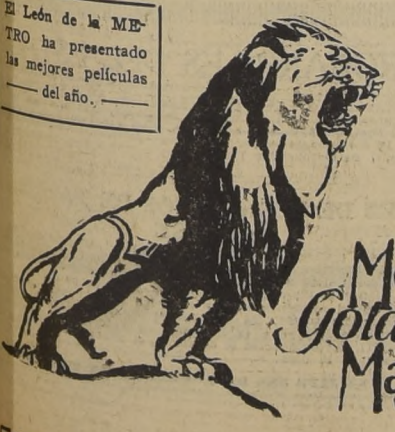 El León de la ME-
TRO ha presentado
las mejores películas
del año.